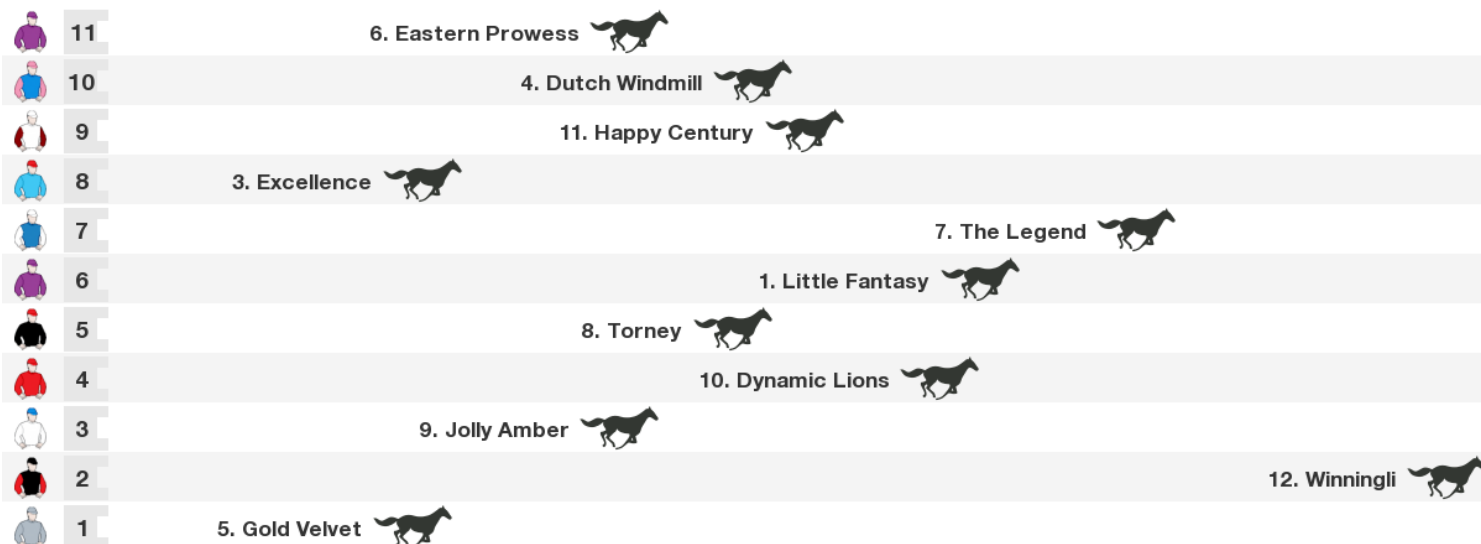 11 6. Eastern Prowess
10 4. Dutch Windmill
9 11. Happy Century
8 3. Excellence
7 7. The Legend
6 1. Little Fantasy
5 8. Torney
4 10. Dynamic Lions
3 9. Jolly Amber
2 12. Winningli
1 5. Gold Velvet